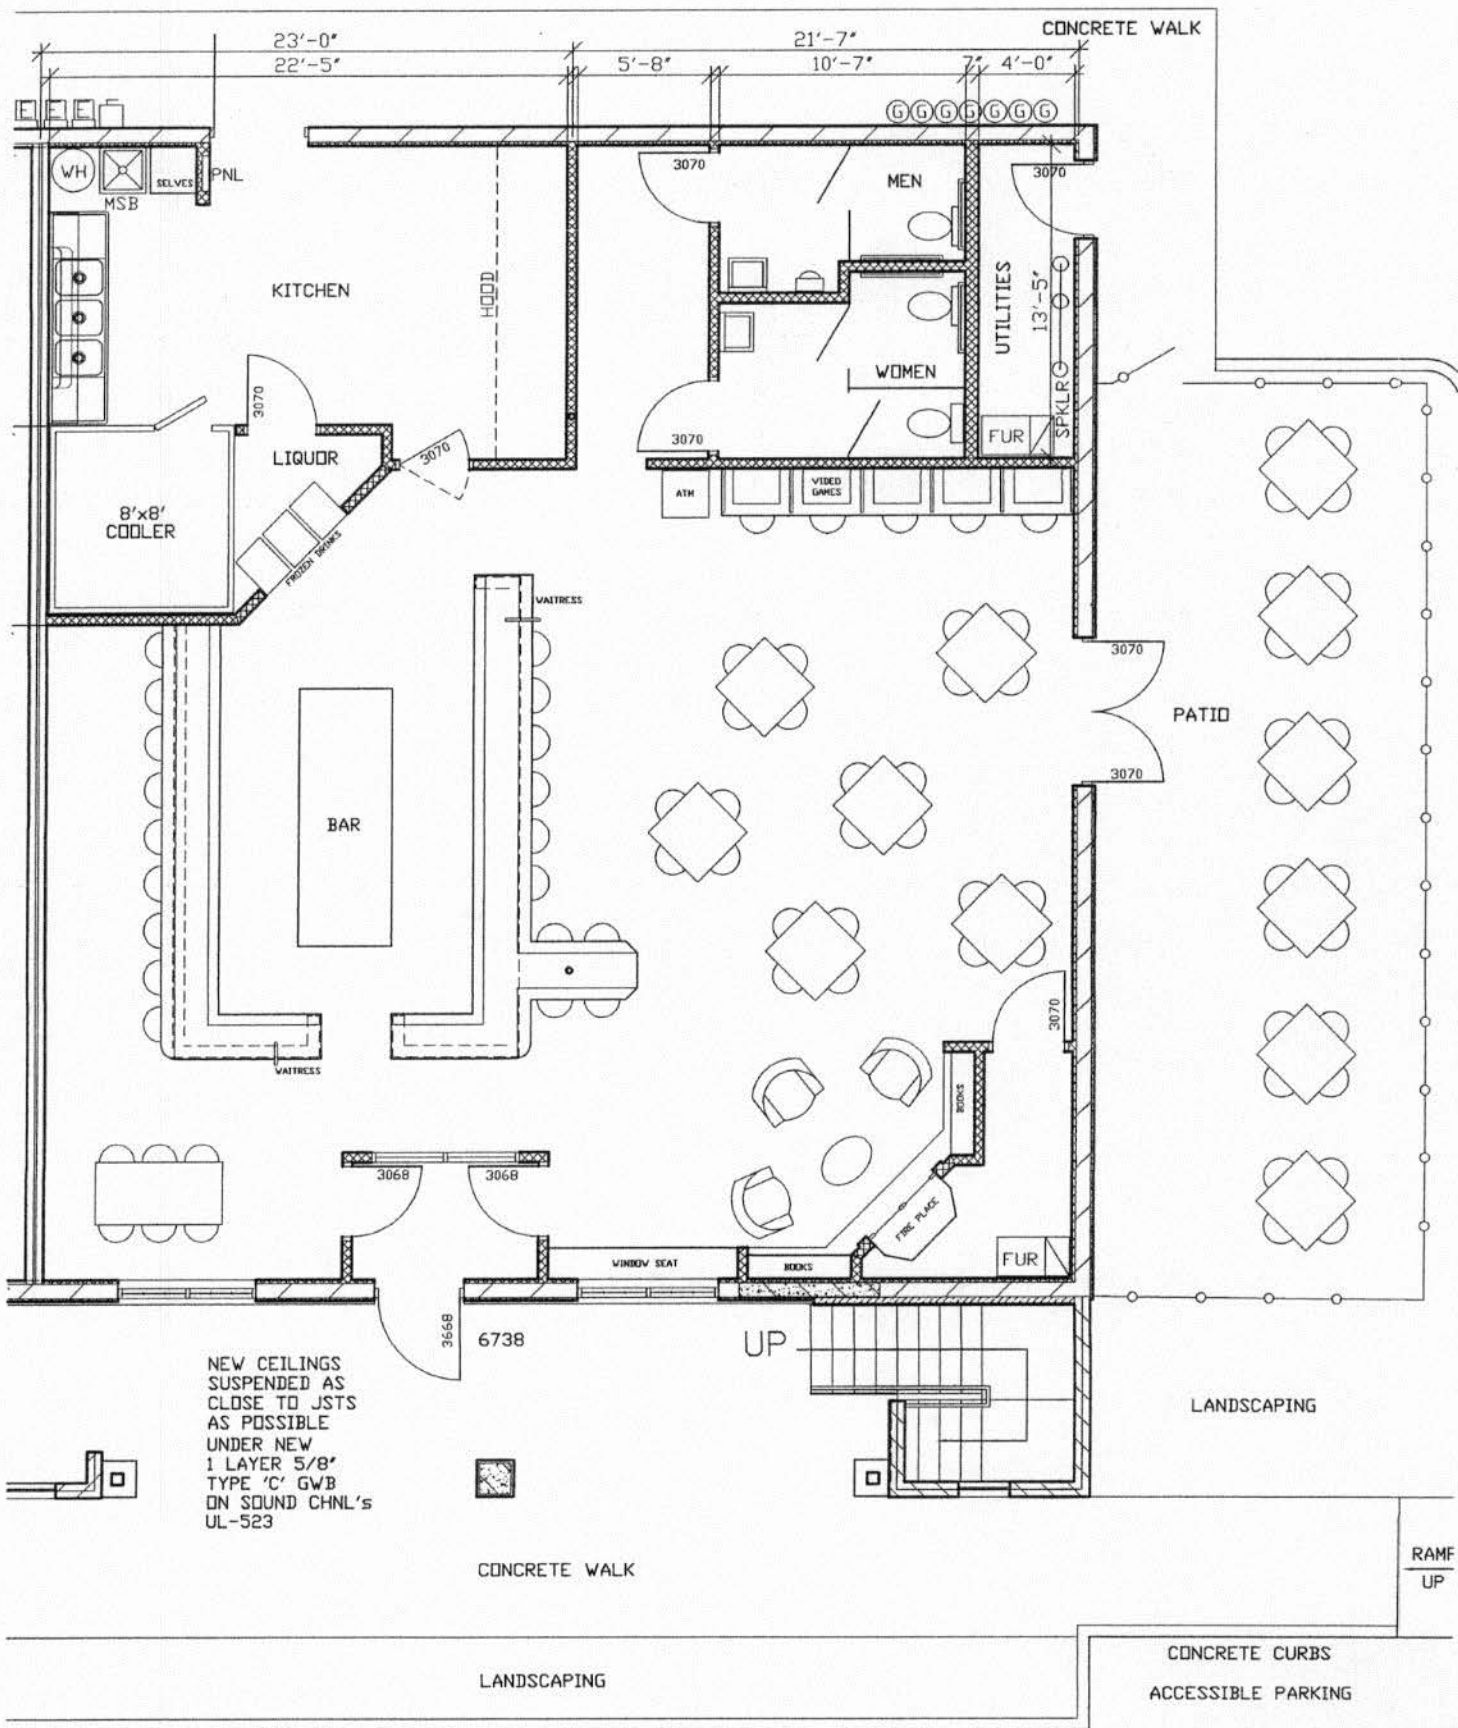 CONCRETE WALK
23'-0"
21'-7"
22'-5"
5'-8"
10'-7"
7"
4'-0"
E E E
G G G G G G G
WH
MSB
SELVES
PNL
3070
MEN
3070
KITCHEN
HOOD
UTILITIES
13'-5"
WOMEN
3070
3070
SPKLR
FUR
LIQUOR
3070
ATM
VIDEO
GAMES
8'x8'
COOLER
FROZEN DRINKS
WAITRESS
3070
PATIO
3070
BAR
3070
WAITRESS
BOOKS
3068
3068
FIRE PLACE
WINDOW SEAT
BOOKS
FUR
3668
6738
UP
NEW CEILINGS
SUSPENDED AS
CLOSE TO JSTS
AS POSSIBLE
UNDER NEW
1 LAYER 5/8"
TYPE 'C' GWB
ON SOUND CHNL's
UL-523
LANDSCAPING
CONCRETE WALK
RAMP
UP
LANDSCAPING
CONCRETE CURBS
ACCESSIBLE PARKING